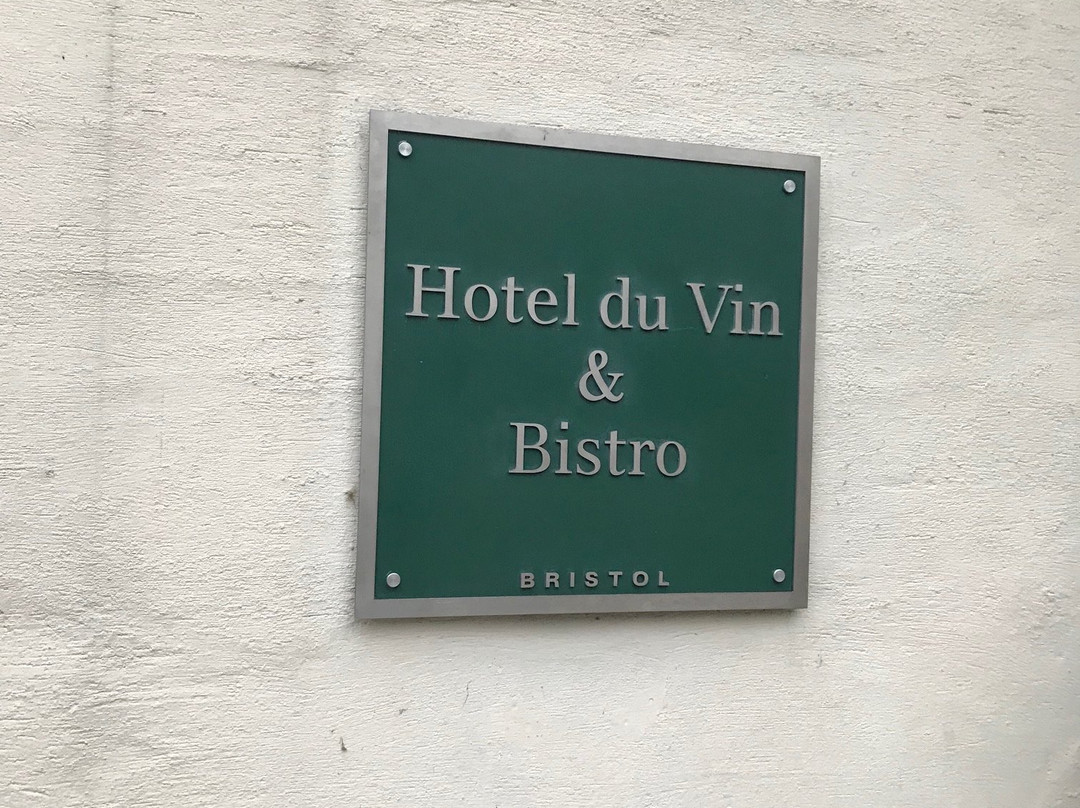 Hotel du Vin
&
Bistro
BRISTOL